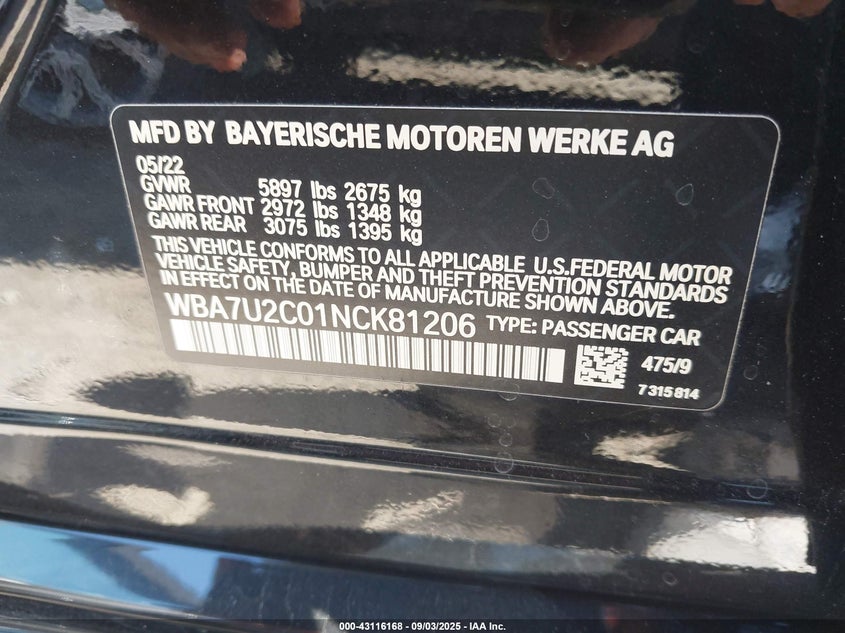 MFD BY BAYERISCHE MOTOREN WERKE AG
05/22
GVWR 5897 lbs 2675 kg
GAWR FRONT 2972 lbs 1348 kg
GAWR REAR 3075 lbs 1395 kg
THIS VEHICLE CONFORMS TO ALL APPLICABLE U.S.FEDERAL MOTOR
VEHICLE SAFETY, BUMPER AND THEFT PREVENTION STANDARDS
IN EFFECT ON THE DATE OF MANUFACTURE SHOWN ABOVE.
WBA7U2C01NCK81206 TYPE: PASSENGER CAR
475/9
7315814
000-43116168 - 09/03/2025 - IAA Inc.